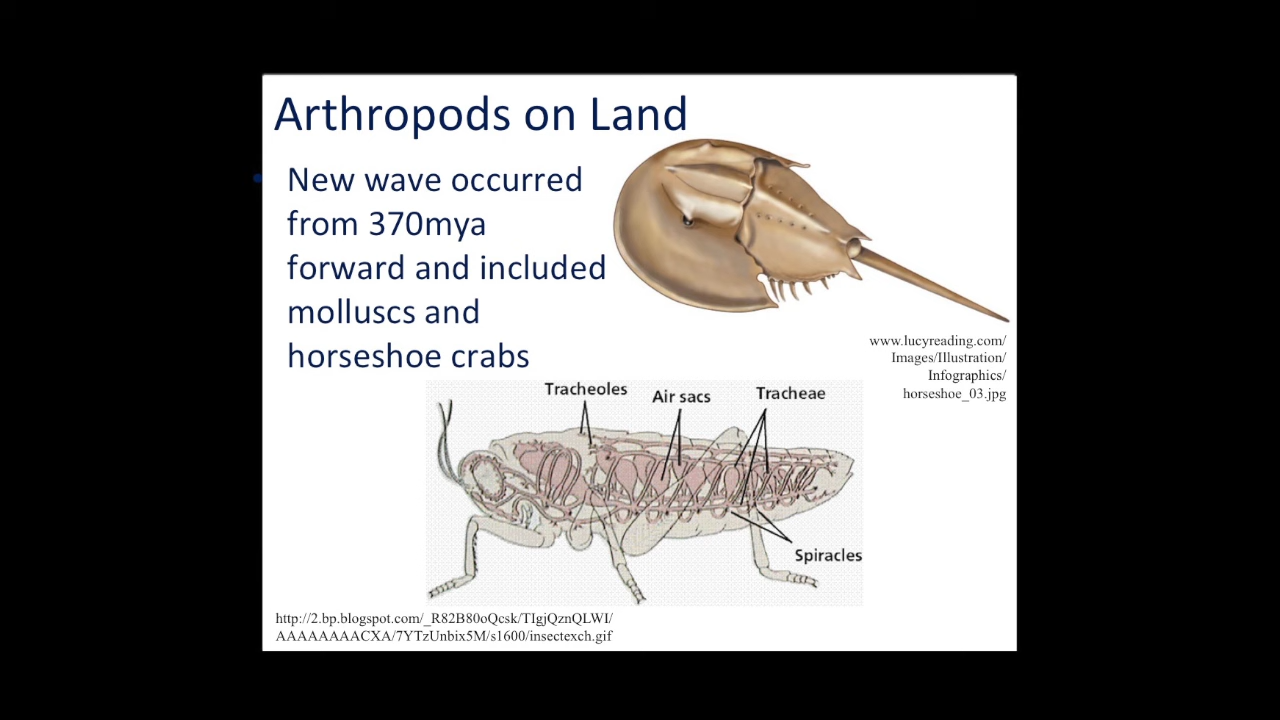 Arthropods on Land
• New wave occurred
from 370mya
forward and included
molluscs and
horseshoe crabs
www.lucyreading.com/
Images/Illustration/
Infographics/
horseshoe_03.jpg
Tracheoles
Air sacs
Tracheae
Spiracles
http://2.bp.blogspot.com/_R82B80oQcsk/TIgjQznQLWI/
AAAAAAAACXA/7YTzUnbix5M/s1600/insectexch.gif